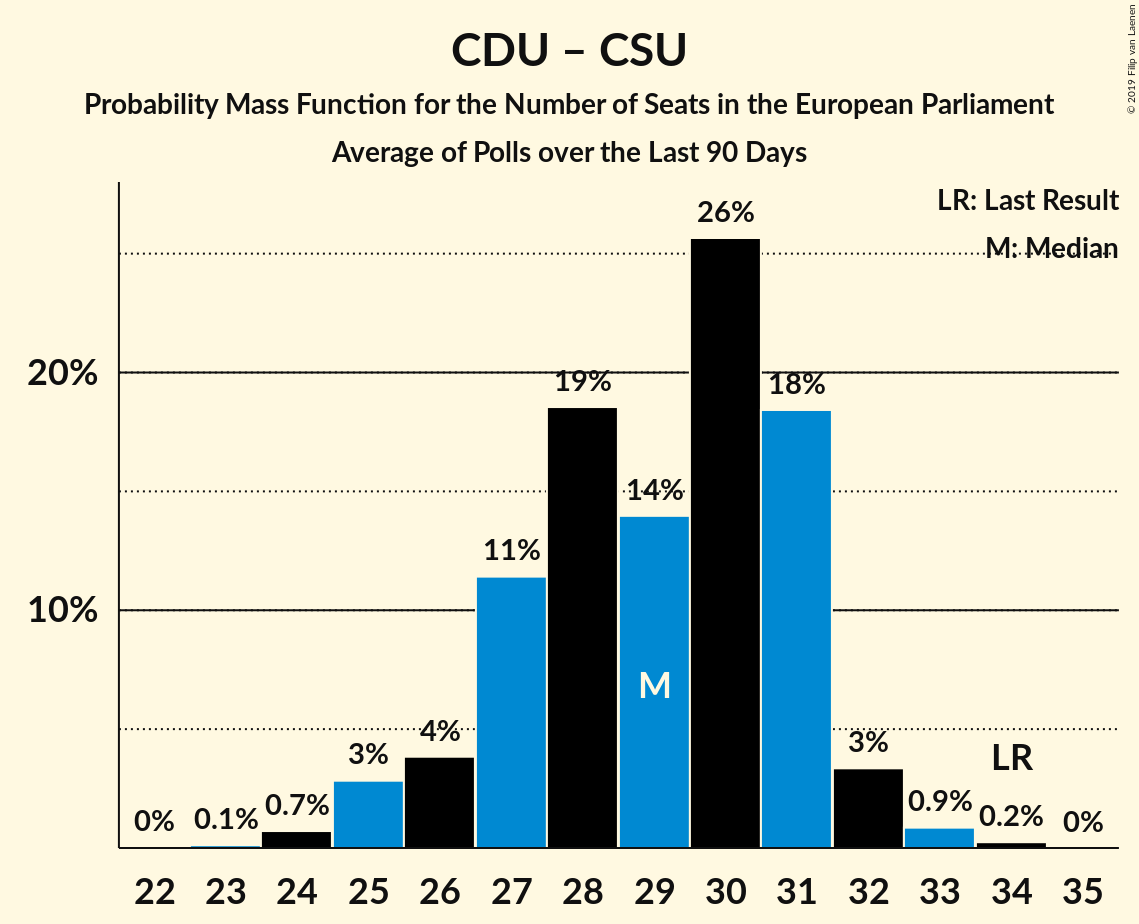 CDU – CSU
Probability Mass Function for the Number of Seats in the European Parliament
Average of Polls over the Last 90 Days
© 2019 Filip van Laenen
LR: Last Result
M: Median
20%
10%
0%
0.1%
0.7%
3%
4%
11%
19%
14%
26%
18%
3%
0.9%
0.2%
0%
M
LR
22 23 24 25 26 27 28 29 30 31 32 33 34 35